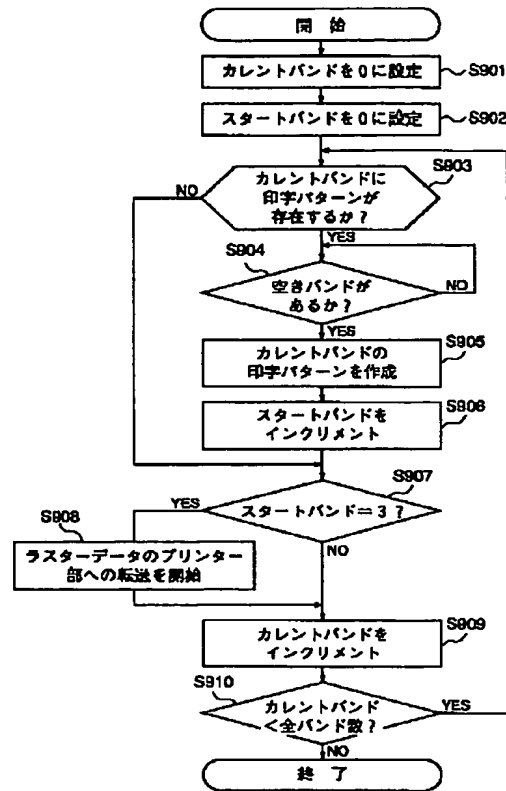 開 始
カレントバンドを0に設定
S901
スタートバンドを0に設定
S902
S903
カレントバンドに
印字パターンが
存在するか?
NO
YES
S904
空きバンドが
あるか?
NO
YES
S905
カレントバンドの
印字パターンを作成
S906
スタートバンドを
インクリメント
S907
スタートバンド=3?
YES
NO
S908
ラスターデータのプリンター
部への転送を開始
S909
カレントバンドを
インクリメント
S910
カレントバンド
<全バンド数?
YES
NO
終 了